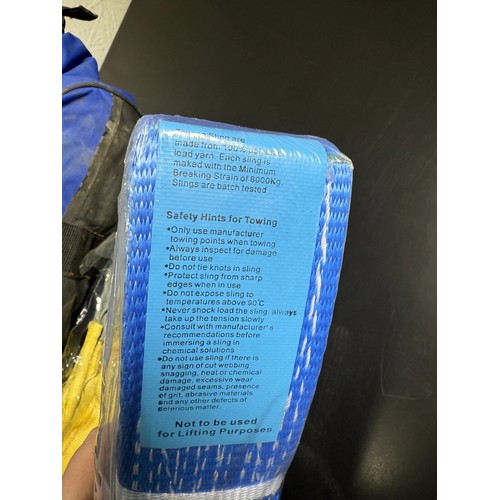 Sling are
made from 100%
load yarn. Each sling is
maked with the Minimum
Breaking Strain of 8000Kg.
Stings are batch tested
Safety Hints for Towing
•Only use manufacturer
towing points when towing
•Always inspect for damage
before use
•Do not tie knots in sling
•Protect sling from sharp
edges when in use
•Do not expose sling to
temperatures above 90℃
•Never shock load the sling, always
take up the tension slowly
•Consult with manufacturer's
recommendations before
immersing a sling in
chemical solutions
•Do not use sling if there is
any sign of cut webbing
snagging, heat or chemical
damage, excessive wear
damaged seams, presence
of grit, abrasive materials
and any other defects of
deterious matter.
Not to be used
for Lifting Purposes